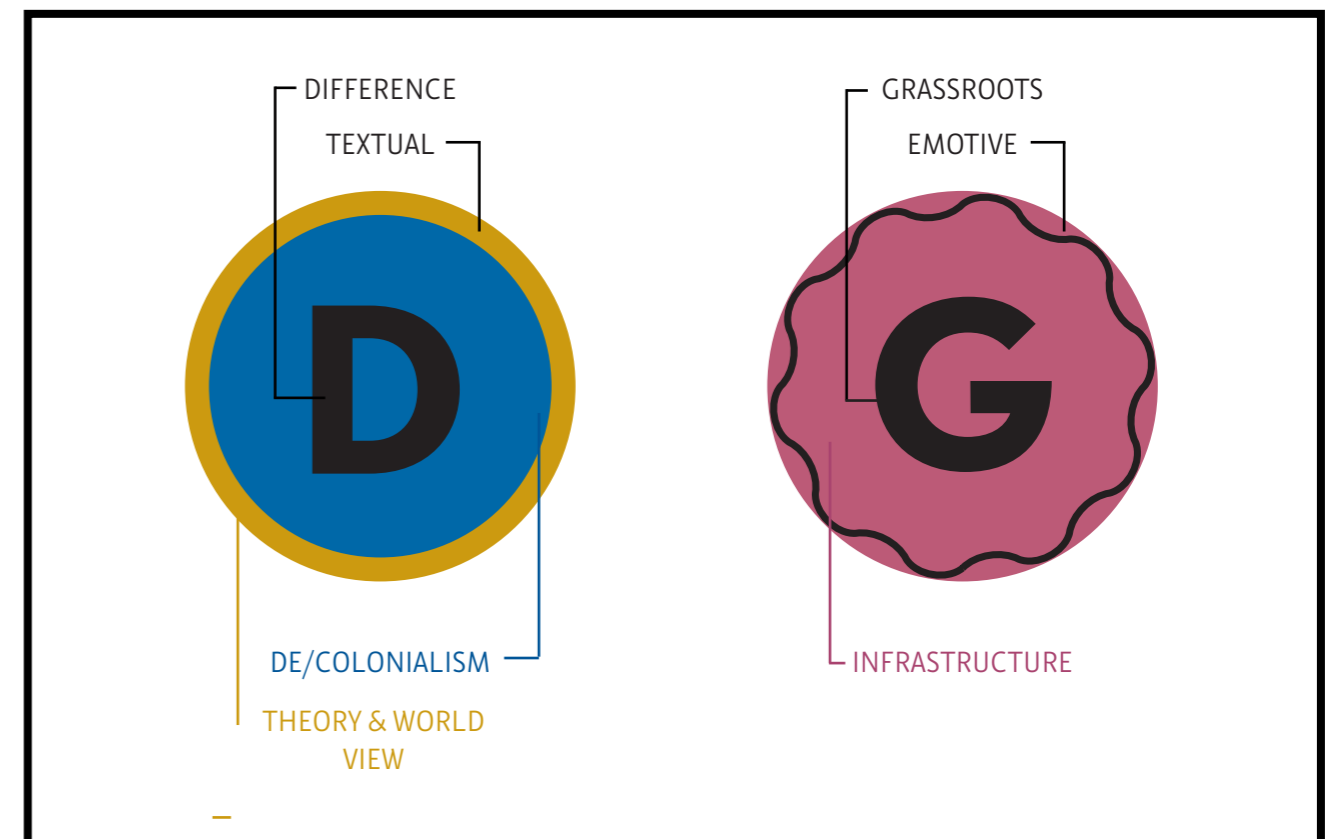 DIFFERENCE
TEXTUAL
D
DE/COLONIALISM
THEORY & WORLD
VIEW
GRASSROOTS
EMOTIVE
G
INFRASTRUCTURE